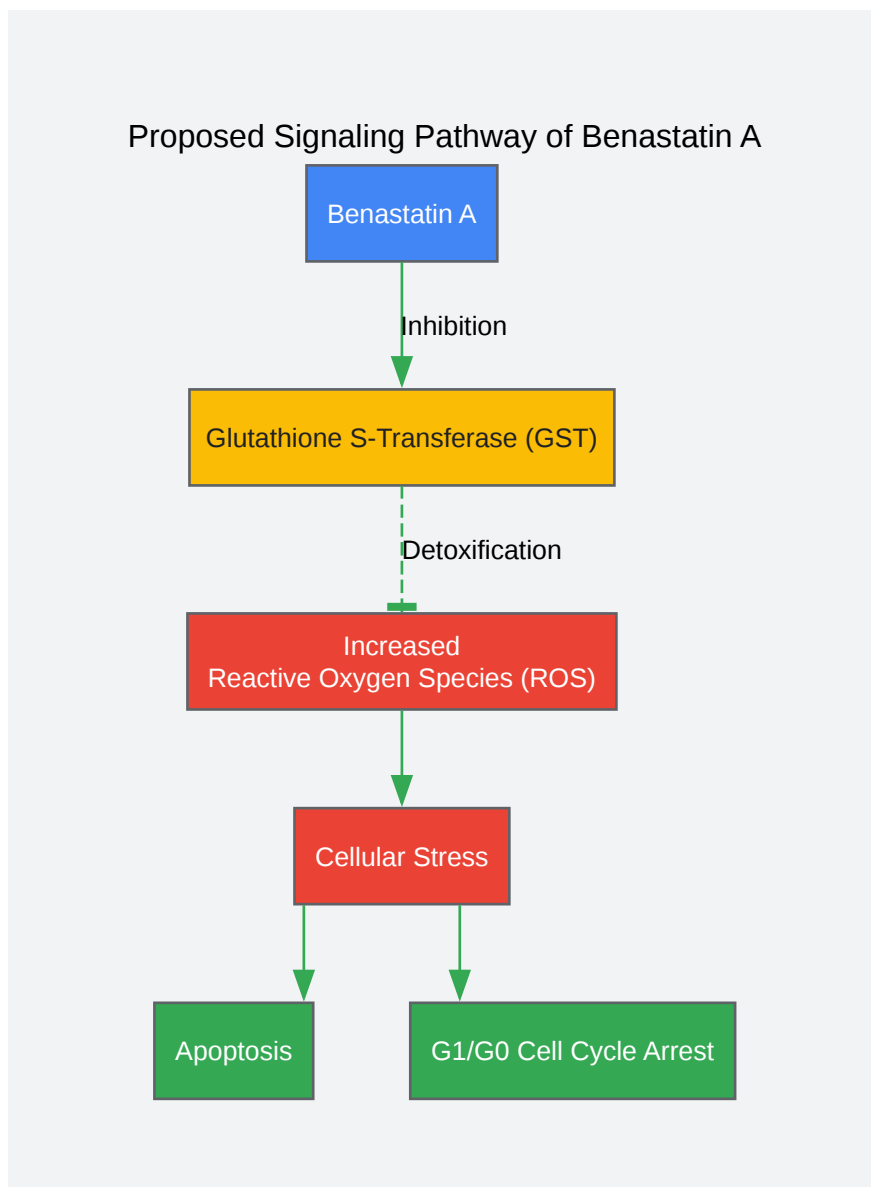 Proposed Signaling Pathway of Benastatin A
Benastatin A
Inhibition
Glutathione S-Transferase (GST)
Detoxification
Increased
Reactive Oxygen Species (ROS)
Cellular Stress
Apoptosis
G1/G0 Cell Cycle Arrest